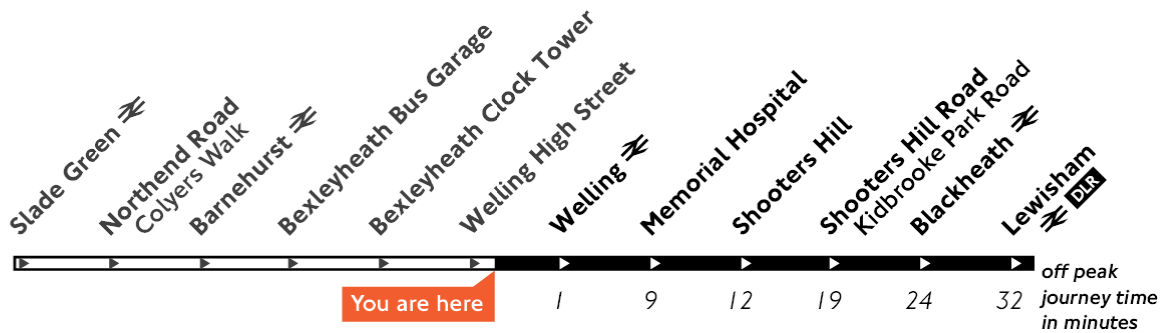 Slade Green
Northend Road
Colyers Walk
Barnehurst
Bexleyheath Bus Garage
Bexleyheath Clock Tower
Welling High Street
Welling
Memorial Hospital
Shooters Hill
Shooters Hill Road
Kidbrooke Park Road
Blackheath
Lewisham
DLR
You are here
1 9 12 19 24 32
off peak
journey time
in minutes